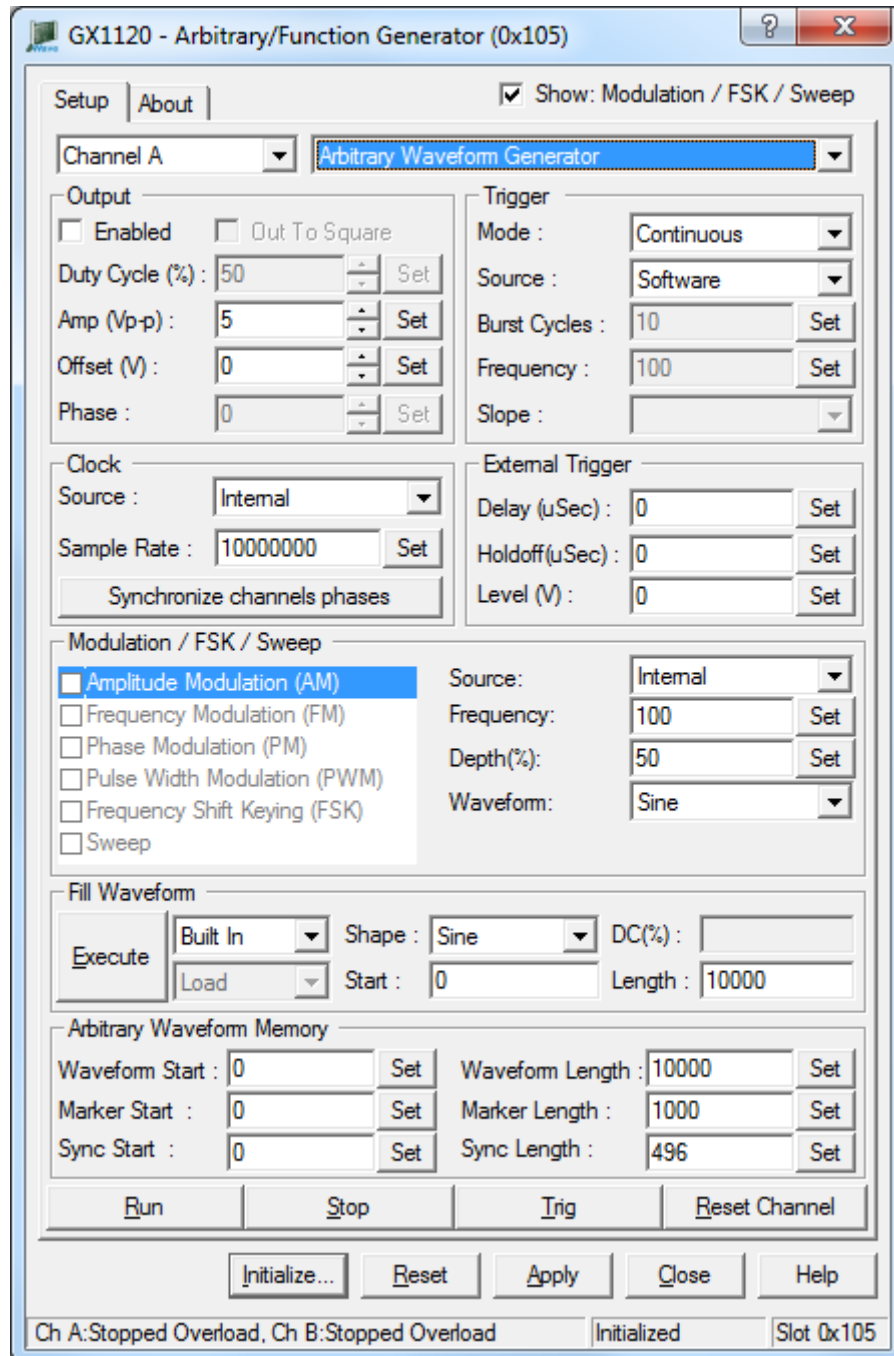 GX1120 - Arbitrary/Function Generator (0x105)
Setup About Show: Modulation / FSK / Sweep
Channel A Arbitrary Waveform Generator
Output
Enabled Out To Square
Duty Cycle (%) : 50 Set
Amp (Vp-p) : 5 Set
Offset (V) : 0 Set
Phase : 0 Set
Trigger
Mode : Continuous
Source : Software
Burst Cycles : 10 Set
Frequency : 100 Set
Slope :
Clock
Source : Internal
Sample Rate : 10000000 Set
Synchronize channels phases
External Trigger
Delay (uSec) : 0 Set
Holdoff(uSec) : 0 Set
Level (V) : 0 Set
Modulation / FSK / Sweep
Amplitude Modulation (AM)
Frequency Modulation (FM)
Phase Modulation (PM)
Pulse Width Modulation (PWM)
Frequency Shift Keying (FSK)
Sweep
Source: Internal
Frequency: 100 Set
Depth(%): 50 Set
Waveform: Sine
Fill Waveform
Execute Built In Shape : Sine DC(%) :
Load Start : 0 Length : 10000
Arbitrary Waveform Memory
Waveform Start : 0 Set Waveform Length : 10000 Set
Marker Start : 0 Set Marker Length : 1000 Set
Sync Start : 0 Set Sync Length : 496 Set
Run Stop Trig Reset Channel
Initialize... Reset Apply Close Help
Ch A:Stopped Overload, Ch B:Stopped Overload Initialized Slot 0x105